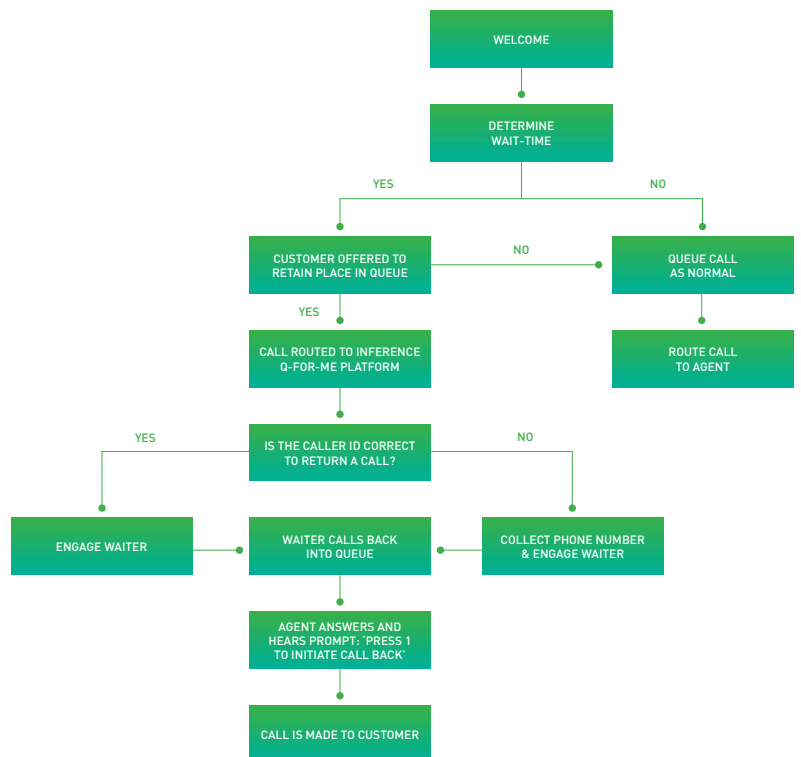 WELCOME
DETERMINE
WAIT-TIME
YES
NO
CUSTOMER OFFERED TO
RETAIN PLACE IN QUEUE
NO
QUEUE CALL
AS NORMAL
YES
CALL ROUTED TO INFERENCE
Q-FOR-ME PLATFORM
ROUTE CALL
TO AGENT
YES
IS THE CALLER ID CORRECT
TO RETURN A CALL?
NO
ENGAGE WAITER
WAITER CALLS BACK
INTO QUEUE
COLLECT PHONE NUMBER
& ENGAGE WAITER
AGENT ANSWERS AND
HEARS PROMPT: ‘PRESS 1
TO INITIATE CALL BACK’
CALL IS MADE TO CUSTOMER